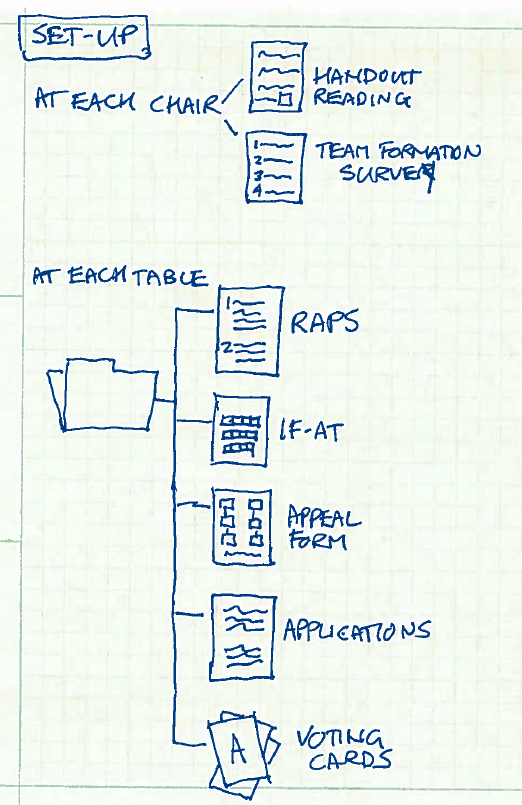 SET-UP
AT EACH CHAIR
HANDOUT
READING
1
2
3
4
TEAM FORMATION
SURVEY
AT EACH TABLE
1
2
RAPS
IF-AT
APPEAL
FORM
APPLICATIONS
A
VOTING
CARDS